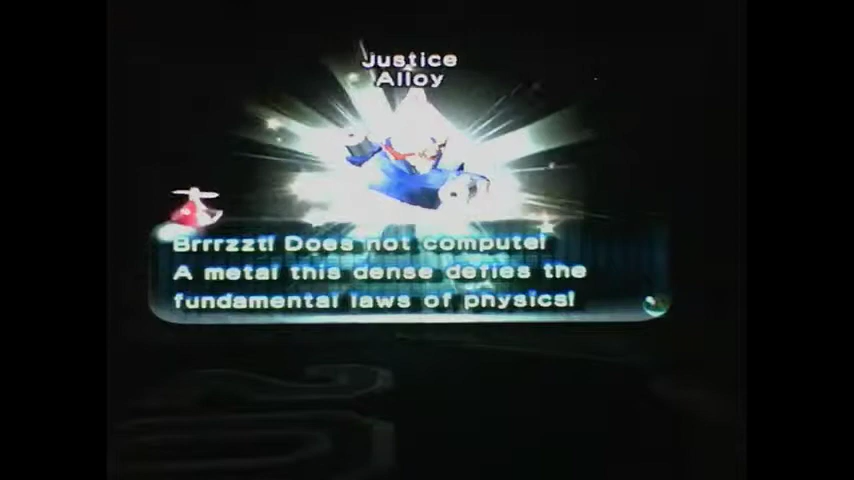 Justice
Alloy
Brrrzzt! Does not compute!
A metal this dense defies the
fundamental laws of physics!